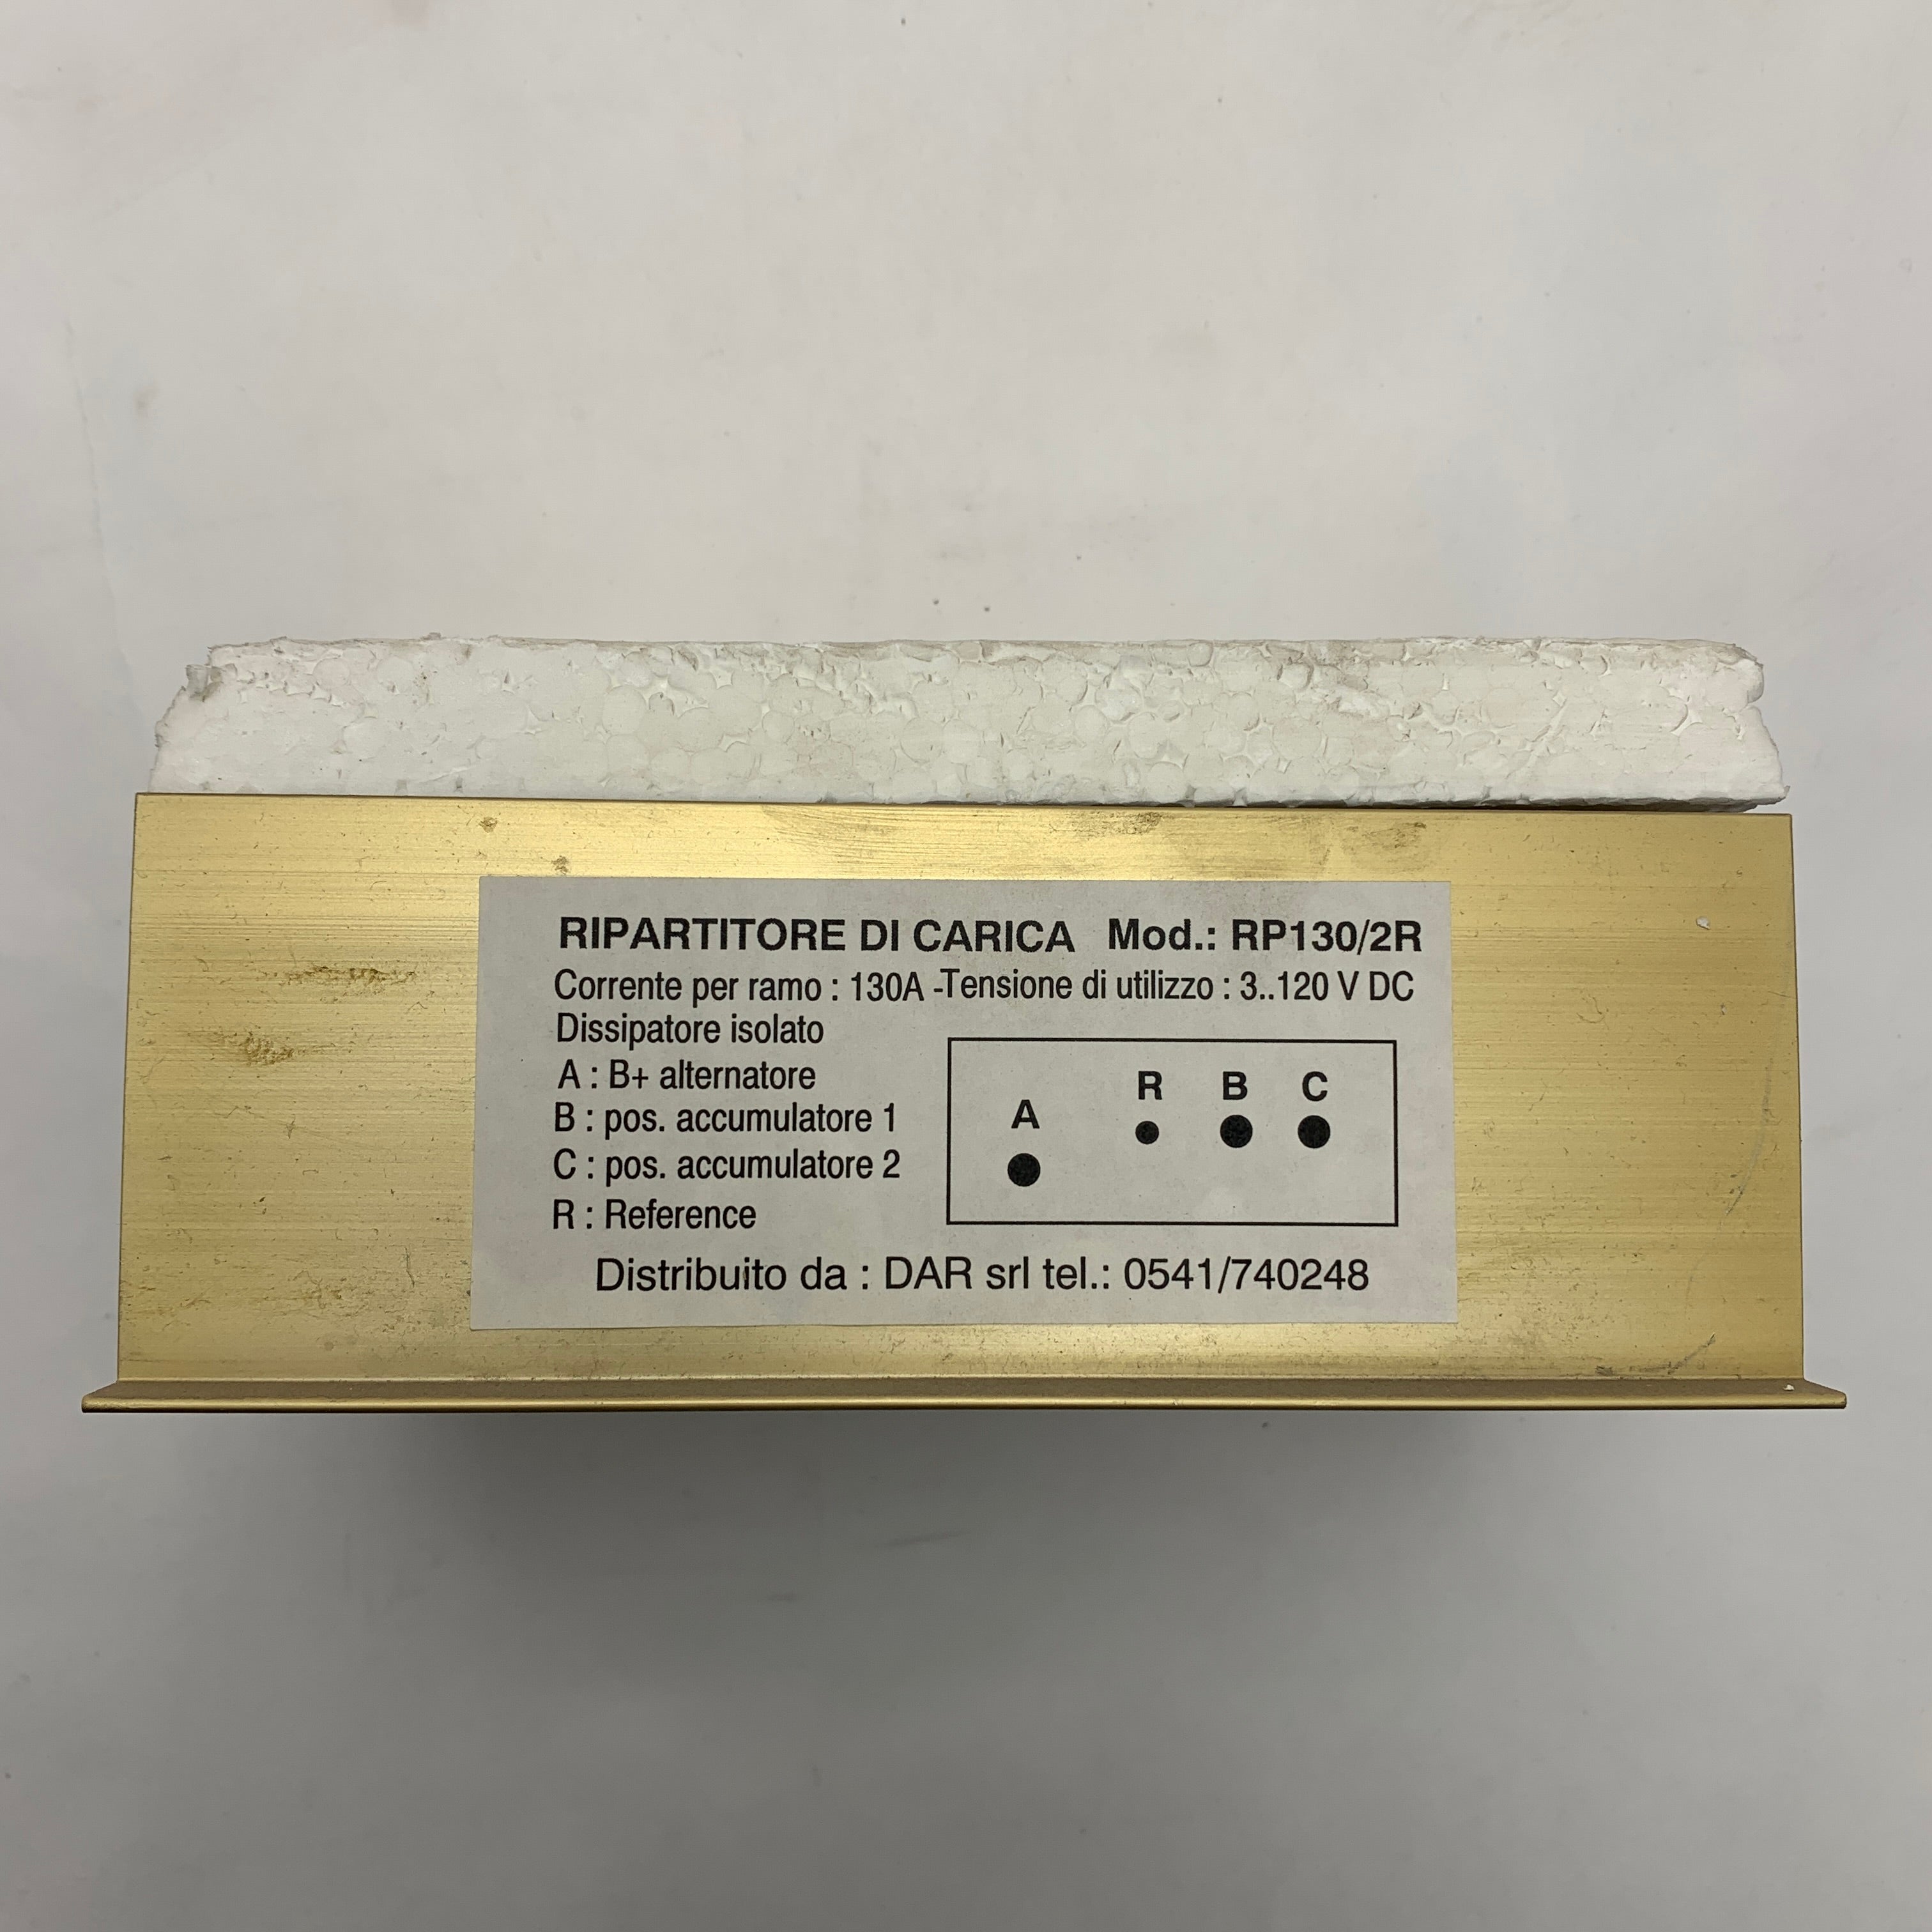 RIPARTITORE DI CARICA Mod.: RP130/2R
Corrente per ramo : 130A -Tensione di utilizzo : 3..120 V DC
Dissipatore isolato
A : B+ alternatore
B : pos. accumulatore 1
C : pos. accumulatore 2
R : Reference
A
R B C
Distribuito da : DAR srl tel.: 0541/740248